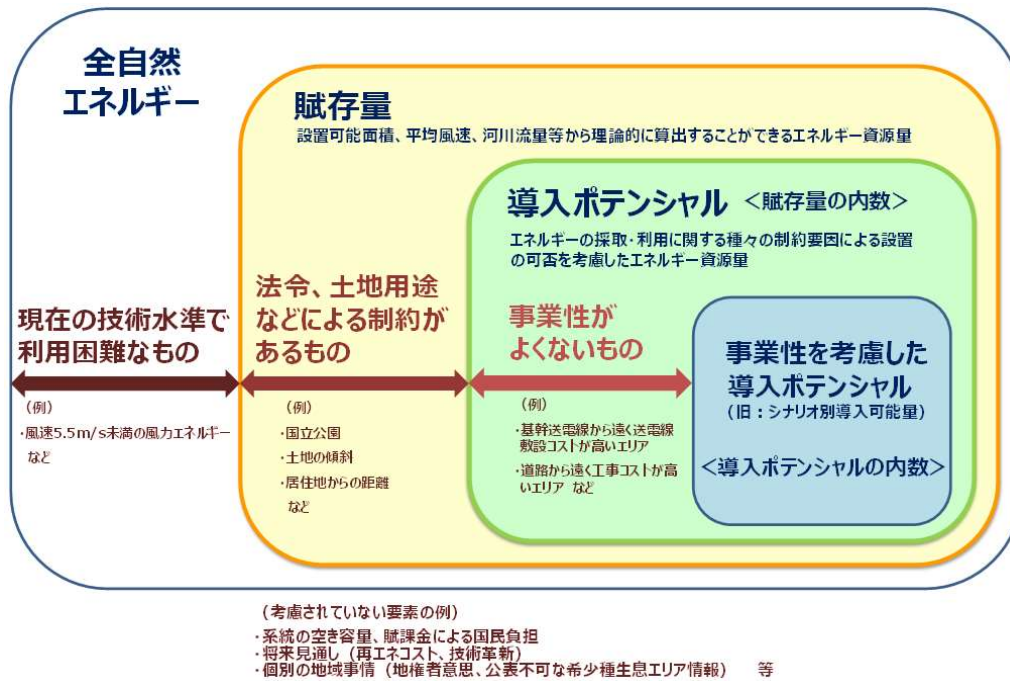 全自然
エネルギー
賦存量
設置可能面積、平均風速、河川流量等から理論的に算出することができるエネルギー資源量
導入ポテンシャル <賦存量の内数>
エネルギーの採取・利用に関する種々の制約要因による設置
の可否を考慮したエネルギー資源量
現在の技術水準で
利用困難なもの
(例)
・風速5.5m/s未満の風力エネルギー
など
法令、土地用途
などによる制約が
あるもの
(例)
・国立公園
・土地の傾斜
・居住地からの距離
など
事業性が
よくないもの
(例)
・基幹送電線から遠く送電線
敷設コストが高いエリア
・道路から遠く工事コストが高
いエリア など
事業性を考慮した
導入ポテンシャル
(旧:シナリオ別導入可能量)
<導入ポテンシャルの内数>
(考慮されていない要素の例)
・系統の空き容量、賦課金による国民負担
・将来見通し(再エネコスト、技術革新)
・個別の地域事情(地権者意思、公表不可な希少種生息エリア情報) 等